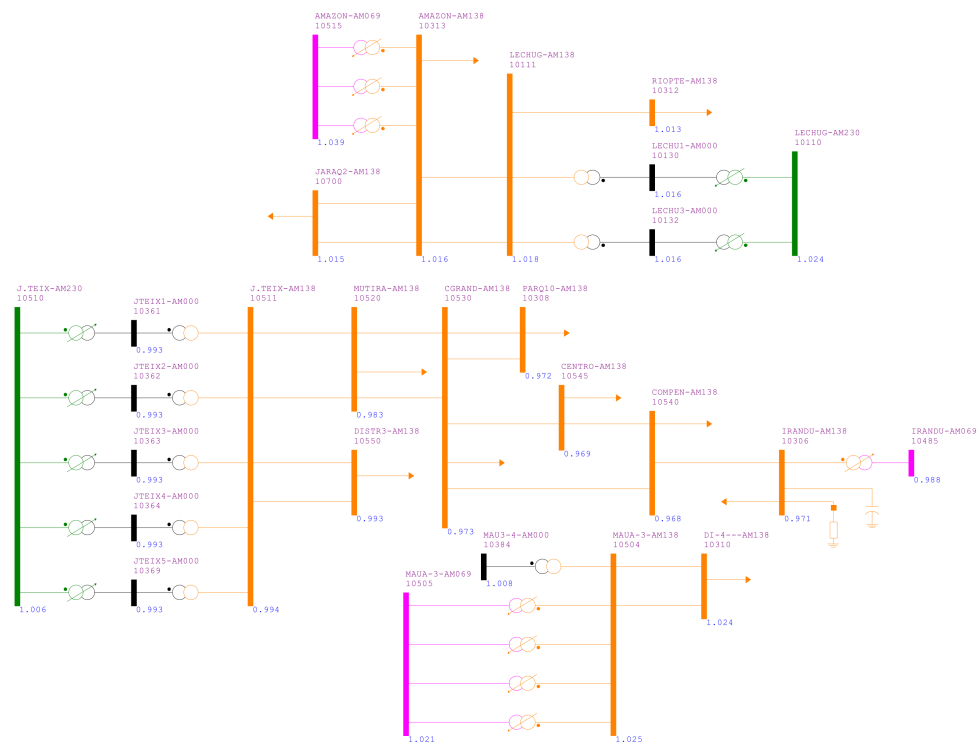 AMAZON-AM069
10515
AMAZON-AM138
10313
LECHUG-AM138
10111
RIOPTE-AM138
10312
1.013
LECHUG-AM230
10110
1.039
LECHU1-AM000
10130
1.016
JARAQ2-AM138
10700
LECHU3-AM000
10132
1.015
1.016
1.018
1.016
1.024
J.TEIX-AM230
10510
JTEIX1-AM000
10361
0.993
J.TEIX-AM138
10511
MUTIRA-AM138
10520
CGRAND-AM138
10530
PARQ10-AM138
10308
0.972
JTEIX2-AM000
10362
0.993
0.983
CENTRO-AM138
10545
0.969
COMPEN-AM138
10540
JTEIX3-AM000
10363
0.993
DISTR3-AM138
10550
0.993
IRANDU-AM138
10306
IRANDU-AM069
10485
0.988
JTEIX4-AM000
10364
0.993
0.973
0.968
0.971
JTEIX5-AM000
10369
0.993
1.006
0.994
MAU3-4-AM000
10384
1.008
MAUA-3-AM138
10504
DI-4---AM138
10310
1.024
MAUA-3-AM069
10505
1.021
1.025